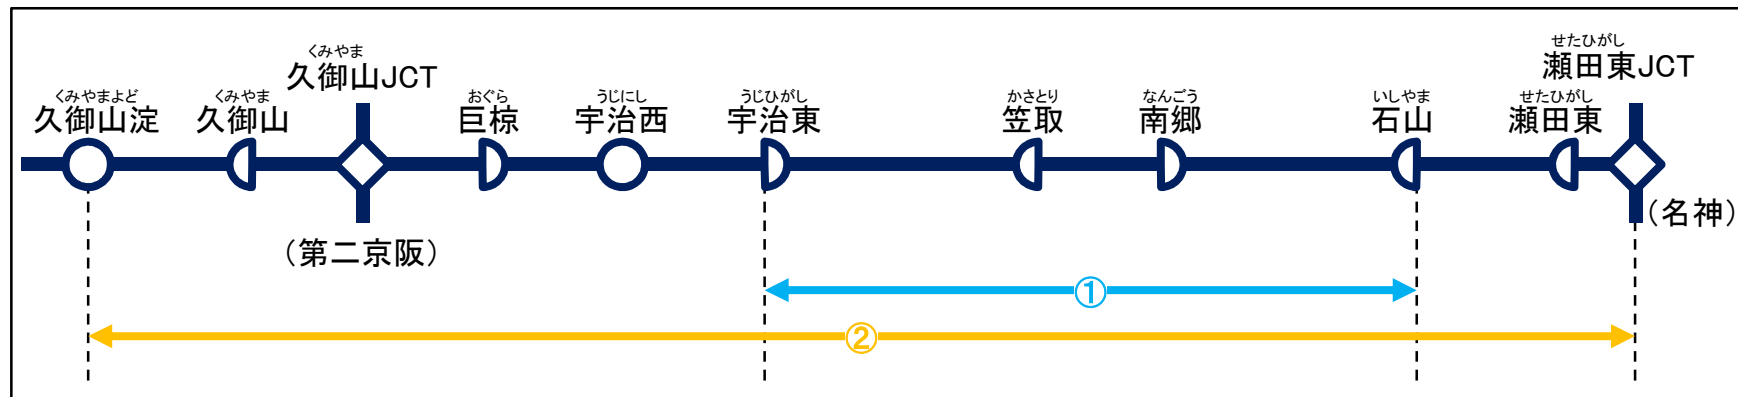 くみやまよど
久御山淀
くみやま
久御山
くみやま
久御山JCT
おぐら
巨椋
うじにし
宇治西
うじひがし
宇治東
かさとり
笠取
なんごう
南郷
いしやま
石山
せたひがし
瀬田東
せたひがし
瀬田東JCT
(第二京阪)
(名神)
①
②